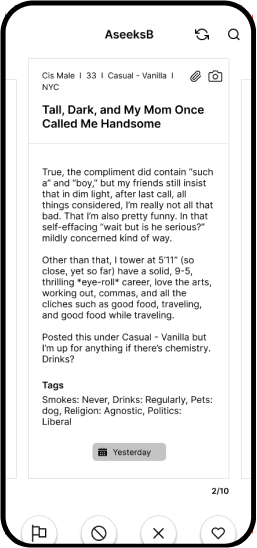 AseeksB
Cis Male I 33 I Casual - Vanilla I
NYC
Tall, Dark, and My Mom Once
Called Me Handsome
True, the compliment did contain “such
a” and “boy,” but my friends still insist
that in dim light, after last call, all
things considered, I’m really not all that
bad. That I’m also pretty funny. In that
self-effacing “wait but is he serious?”
mildly concerned kind of way.
Other than that, I tower at 5’11” (so
close, yet so far) have a solid, 9-5,
thrilling *eye-roll* career, love the arts,
working out, commas, and all the
cliches such as good food, traveling,
and good food while traveling.
Posted this under Casual - Vanilla but
I’m up for anything if there’s chemistry.
Drinks?
Tags
Smokes: Never, Drinks: Regularly, Pets:
dog, Religion: Agnostic, Politics:
Liberal
Yesterday
2/10